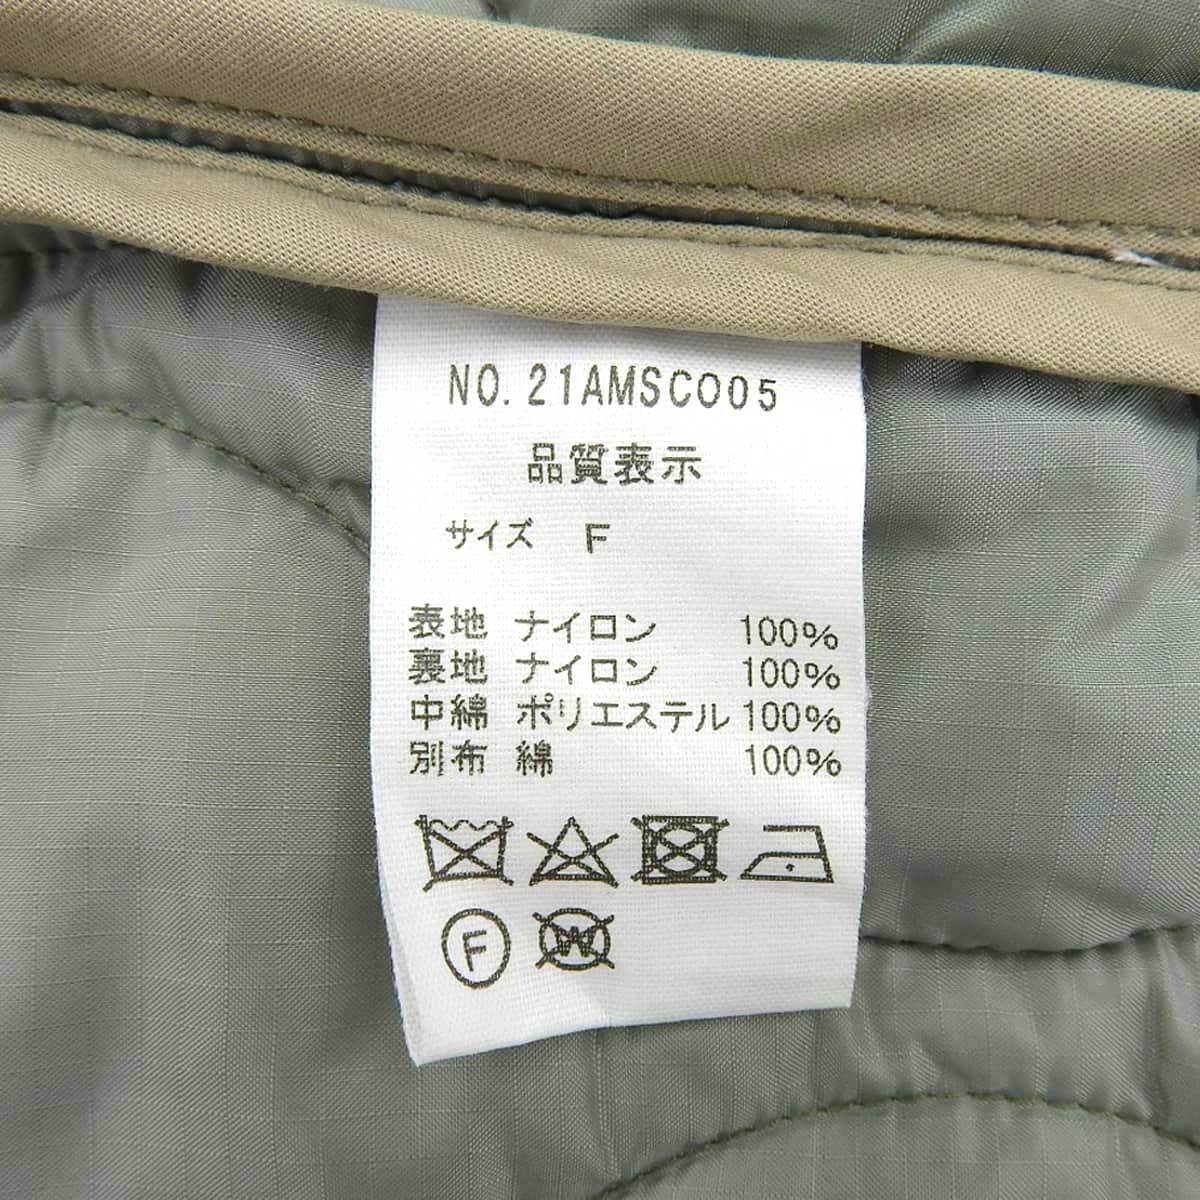 NO. 21AMSCO05
品質表示
サイズ F
表地 ナイロン 100%
裏地 ナイロン 100%
中綿 ポリエステル 100%
別布 綿 100%
F W